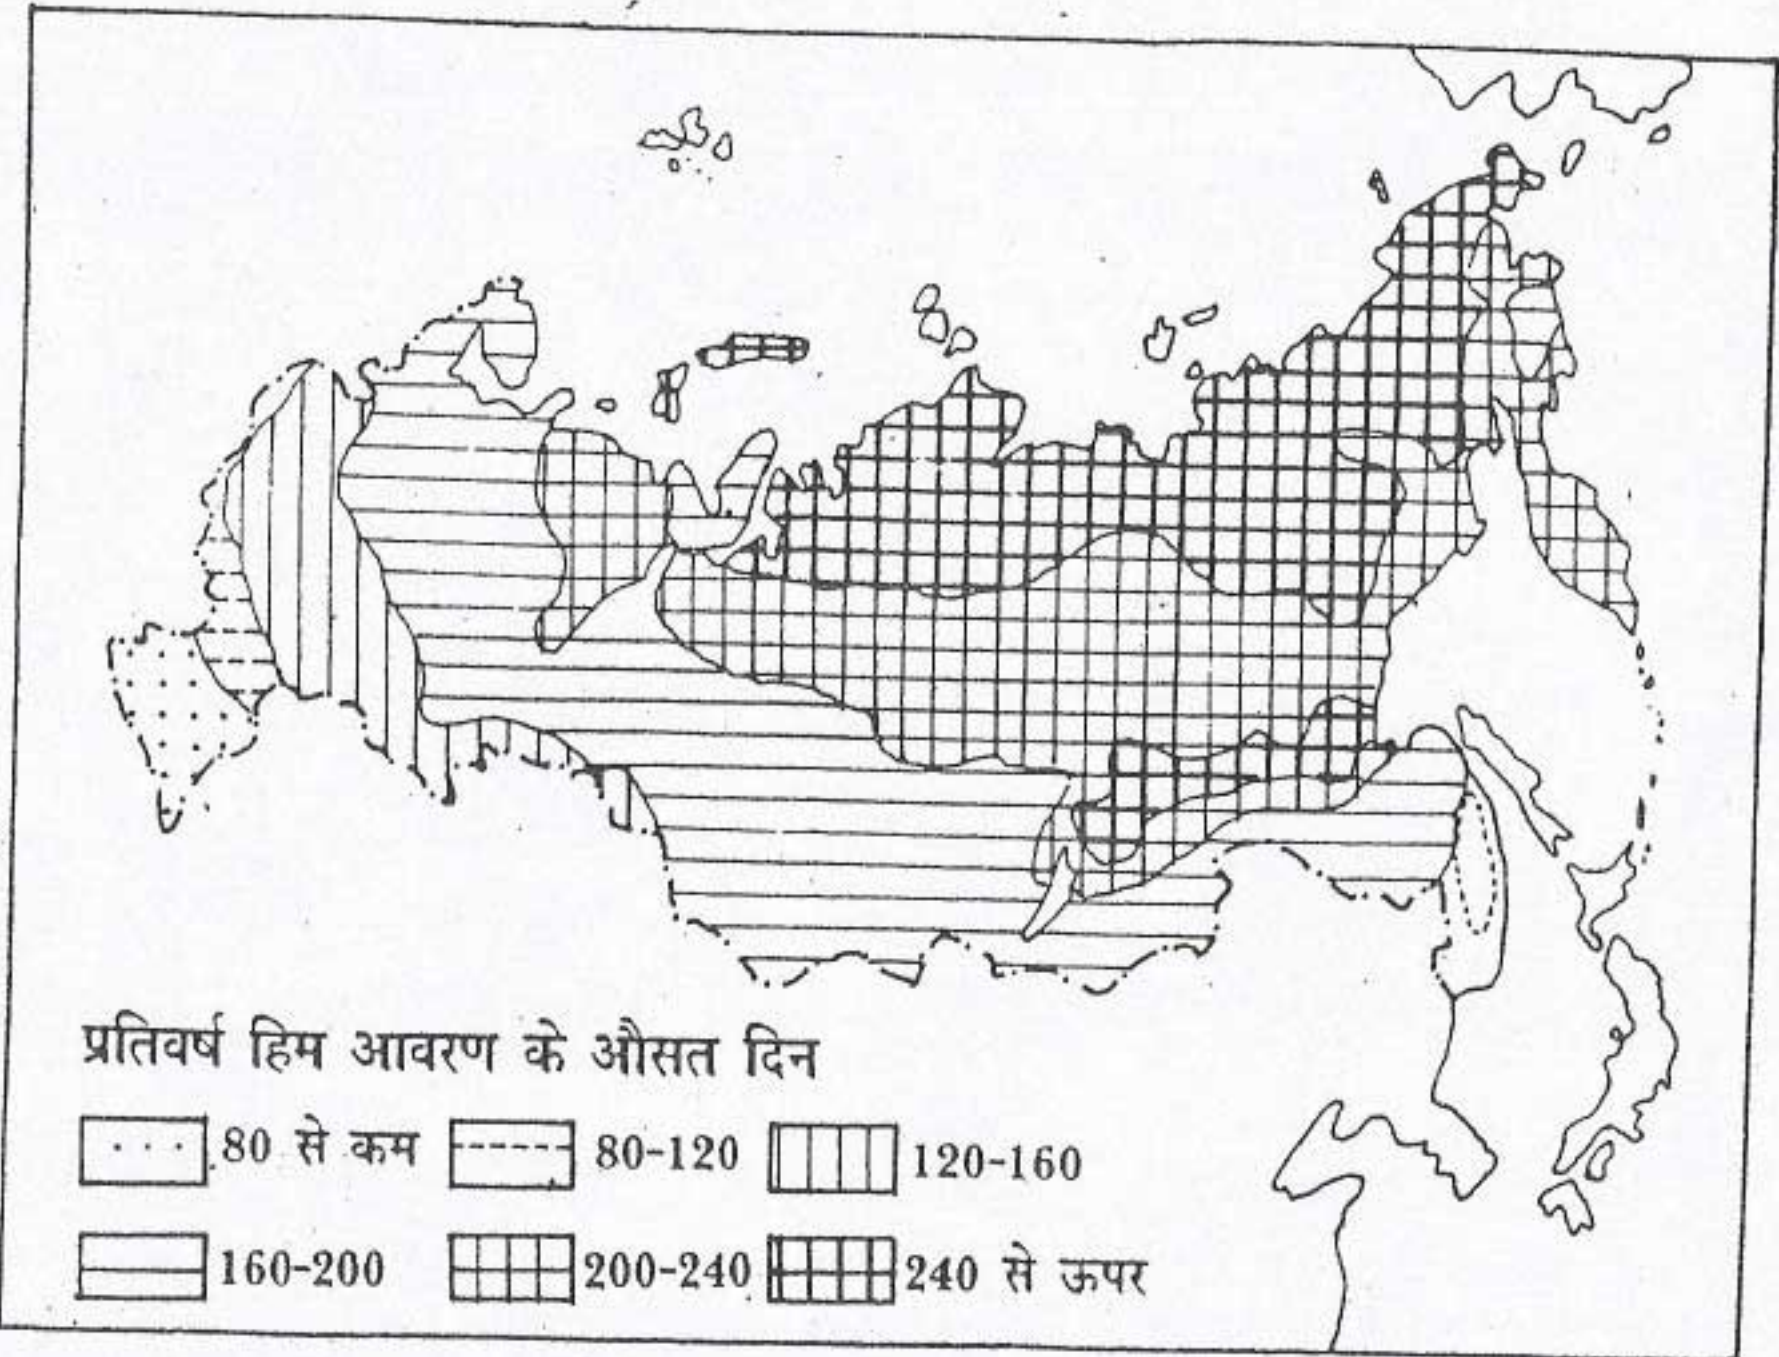 प्रतिवर्ष हिम आवरण के औसत दिन
80 से कम 80-120 120-160
160-200 200-240 240 से ऊपर